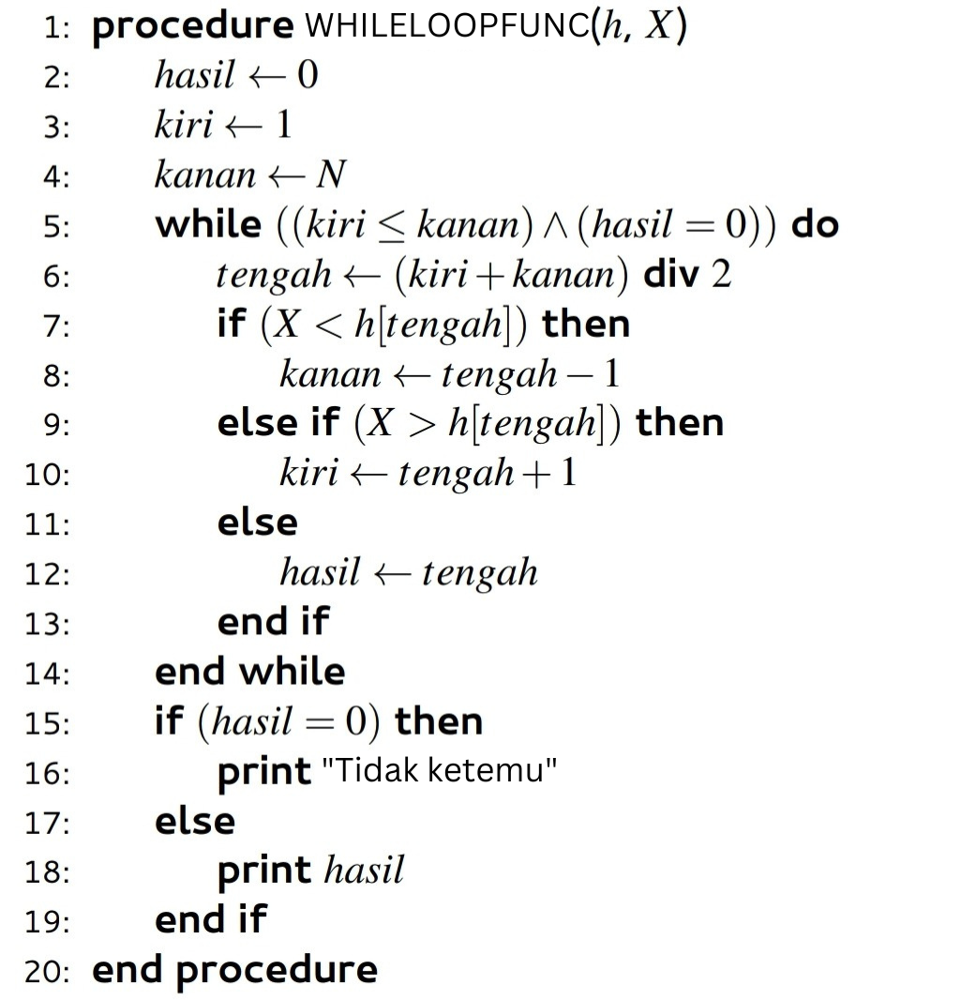 1: procedure WHILELOOPFUNC(h, X)
2: hasil ← 0
3: kiri ← 1
4: kanan ← N
5: while ((kiri ≤ kanan) ∧ (hasil = 0)) do
6: tengah ← (kiri + kanan) div 2
7: if (X < h[tengah]) then
8: kanan ← tengah − 1
9: else if (X > h[tengah]) then
10: kiri ← tengah + 1
11: else
12: hasil ← tengah
13: end if
14: end while
15: if (hasil = 0) then
16: print "Tidak ketemu"
17: else
18: print hasil
19: end if
20: end procedure